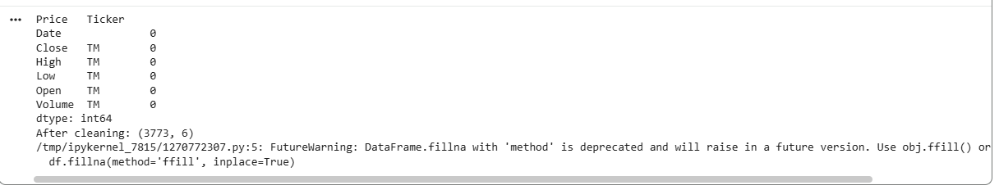 Price   Ticker
Date              0
Close   TM        0
High    TM        0
Low     TM        0
Open    TM        0
Volume  TM        0
dtype: int64
After cleaning: (3773, 6)
/tmp/ipykernel_7815/1270772307.py:5: FutureWarning: DataFrame.fillna with 'method' is deprecated and will raise in a future version. Use obj.ffill() or
  df.fillna(method='ffill', inplace=True)